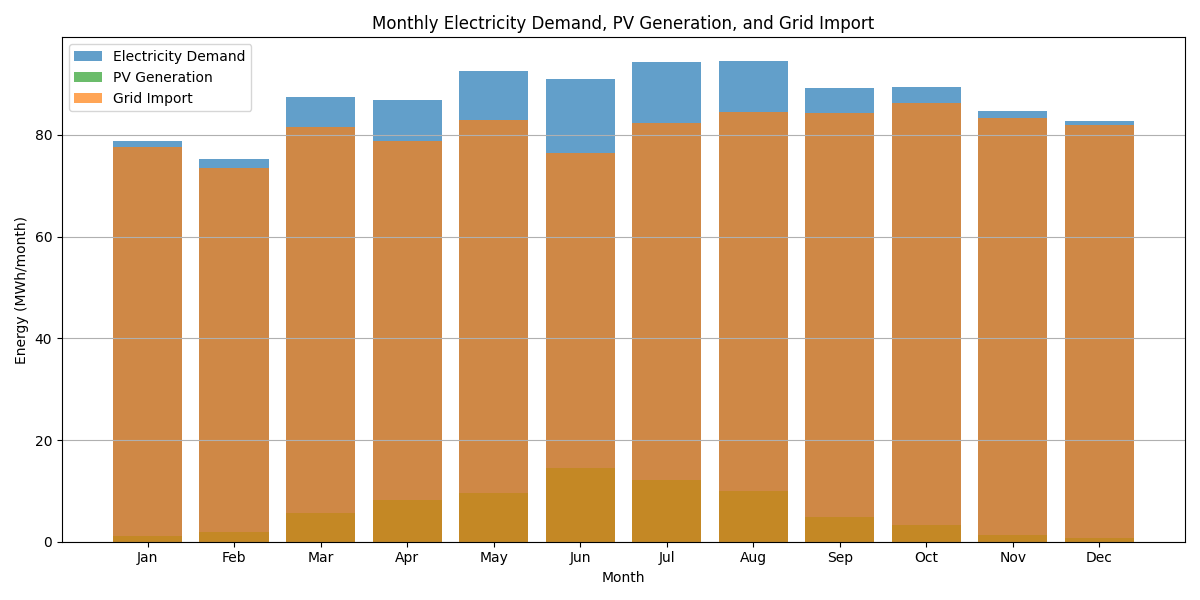 Monthly Electricity Demand, PV Generation, and Grid Import
Electricity Demand
PV Generation
Grid Import
Energy (MWh/month)
80
60
40
20
0
Jan Feb Mar Apr May Jun Jul Aug Sep Oct Nov Dec
Month